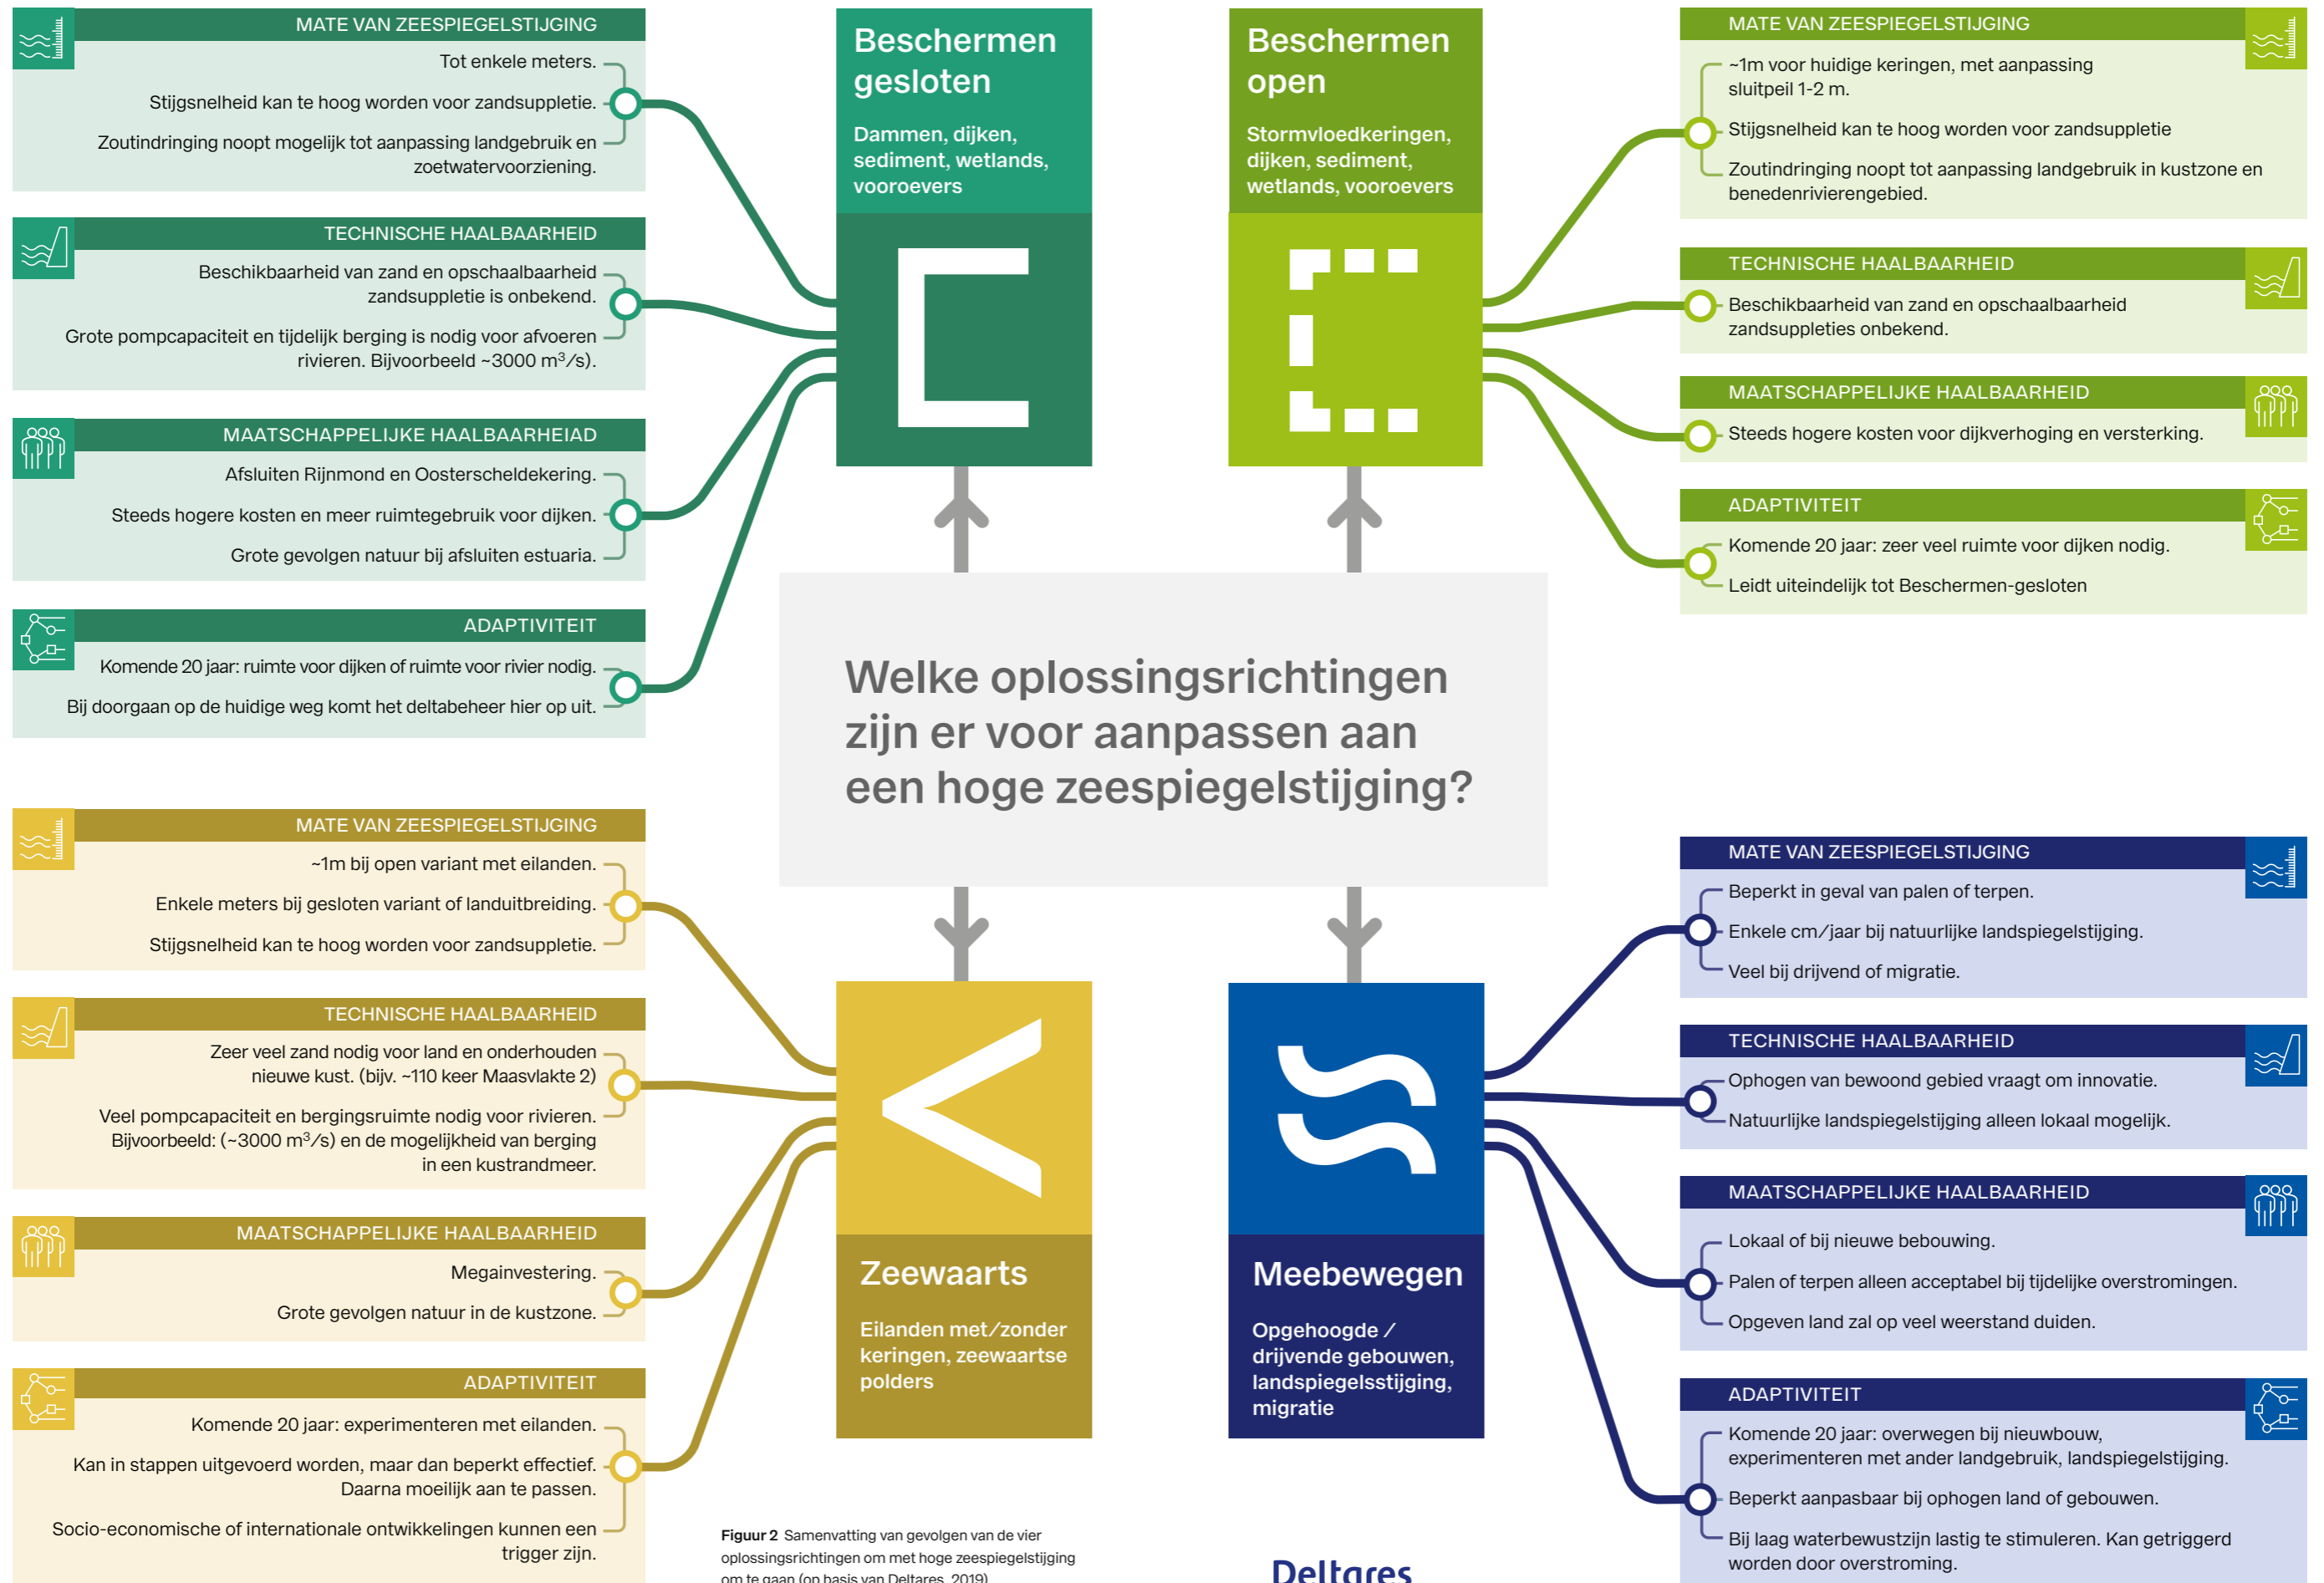 MATE VAN ZEESPIEGELSTIJGING
Tot enkele meters.
Stijgsnelheid kan te hoog worden voor zandsuppletie.
Zoutindringing noopt mogelijk tot aanpassing landgebruik en
zoetwatervoorziening.
TECHNISCHE HAALBAARHEID
Beschikbaarheid van zand en opschaalbaarheid
zandsuppletie is onbekend.
Grote pompcapaciteit en tijdelijk berging is nodig voor afvoeren
rivieren. Bijvoorbeeld ~3000 m³/s).
MAATSCHAPPELIJKE HAALBAARHEIAD
Afsluiten Rijnmond en Oosterscheldekering.
Steeds hogere kosten en meer ruimtegebruik voor dijken.
Grote gevolgen natuur bij afsluiten estuaria.
ADAPTIVITEIT
Komende 20 jaar: ruimte voor dijken of ruimte voor rivier nodig.
Bij doorgaan op de huidige weg komt het deltabeheer hier op uit.
Beschermen
gesloten
Dammen, dijken,
sediment, wetlands,
vooroevers
Beschermen
open
Stormvloedkeringen,
dijken, sediment,
wetlands, vooroevers
MATE VAN ZEESPIEGELSTIJGING
~1m voor huidige keringen, met aanpassing
sluitpeil 1-2 m.
Stijgsnelheid kan te hoog worden voor zandsuppletie
Zoutindringing noopt tot aanpassing landgebruik in kustzone en
benedenrivierengebied.
TECHNISCHE HAALBAARHEID
Beschikbaarheid van zand en opschaalbaarheid
zandsuppleties onbekend.
MAATSCHAPPELIJKE HAALBAARHEID
Steeds hogere kosten voor dijkverhoging en versterking.
ADAPTIVITEIT
Komende 20 jaar: zeer veel ruimte voor dijken nodig.
Leidt uiteindelijk tot Beschermen-gesloten
Welke oplossingsrichtingen
zijn er voor aanpassen aan
een hoge zeespiegelstijging?
MATE VAN ZEESPIEGELSTIJGING
~1m bij open variant met eilanden.
Enkele meters bij gesloten variant of landuitbreiding.
Stijgsnelheid kan te hoog worden voor zandsuppletie.
TECHNISCHE HAALBAARHEID
Zeer veel zand nodig voor land en onderhouden
nieuwe kust. (bijv. ~110 keer Maasvlakte 2)
Veel pompcapaciteit en bergingsruimte nodig voor rivieren.
Bijvoorbeeld: (~3000 m³/s) en de mogelijkheid van berging
in een kustrandmeer.
MAATSCHAPPELIJKE HAALBAARHEID
Megainvestering.
Grote gevolgen natuur in de kustzone.
ADAPTIVITEIT
Komende 20 jaar: experimenteren met eilanden.
Kan in stappen uitgevoerd worden, maar dan beperkt effectief.
Daarna moeilijk aan te passen.
Socio-economische of internationale ontwikkelingen kunnen een
trigger zijn.
Zeewaarts
Eilanden met/zonder
keringen, zeewaartse
polders
Meebewegen
Opgehoogde /
drijvende gebouwen,
landspiegelsstijging,
migratie
MATE VAN ZEESPIEGELSTIJGING
Beperkt in geval van palen of terpen.
Enkele cm/jaar bij natuurlijke landspiegelstijging.
Veel bij drijvend of migratie.
TECHNISCHE HAALBAARHEID
Ophogen van bewoond gebied vraagt om innovatie.
Natuurlijke landspiegelstijging alleen lokaal mogelijk.
MAATSCHAPPELIJKE HAALBAARHEID
Lokaal of bij nieuwe bebouwing.
Palen of terpen alleen acceptabel bij tijdelijke overstromingen.
Opgeven land zal op veel weerstand duiden.
ADAPTIVITEIT
Komende 20 jaar: overwegen bij nieuwbouw,
experimenteren met ander landgebruik, landspiegelstijging.
Beperkt aanpasbaar bij ophogen land of gebouwen.
Bij laag waterbewustzijn lastig te stimuleren. Kan getriggerd
worden door overstroming.
Figuur 2 Samenvatting van gevolgen van de vier
oplossingsrichtingen om met hoge zeespiegelstijging
om te gaan (op basis van Deltares, 2019)
Deltares